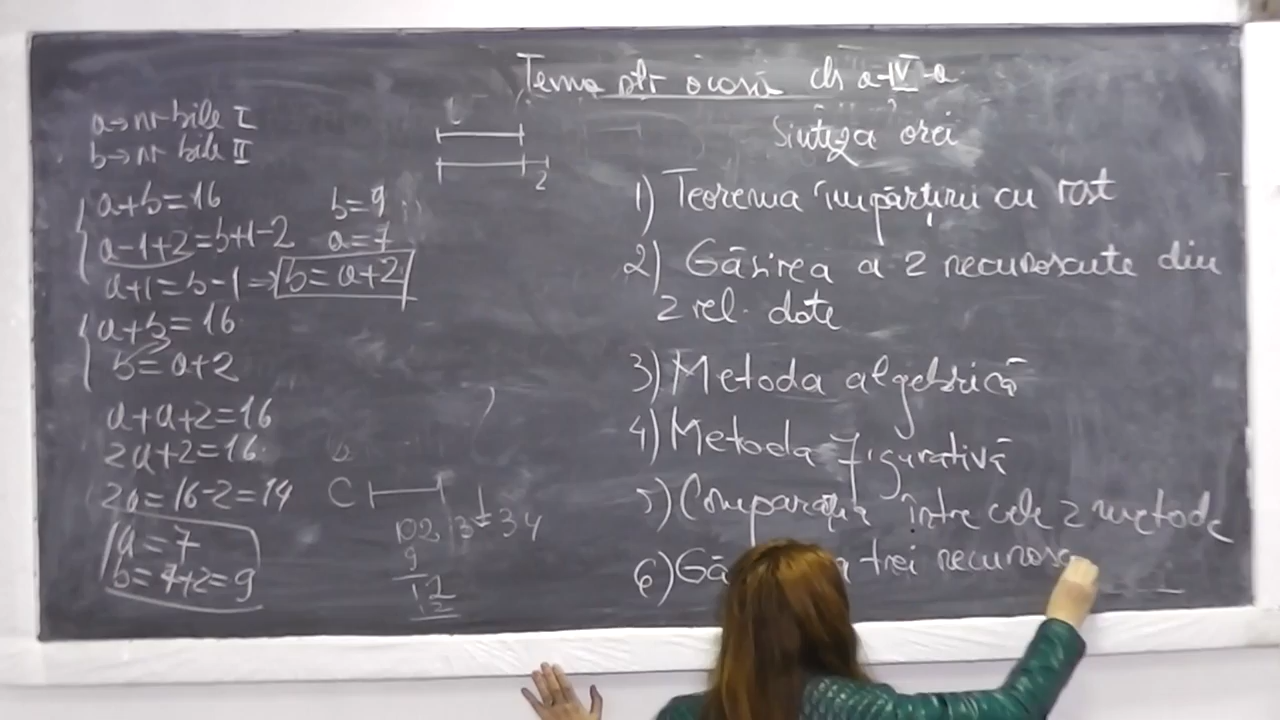 Tema ptr acasă cls a-IV-a
Sinteza orei
1) Teorema împărțirii cu rest
2) Găsirea a 2 necunoscute din
2 rel. date
3) Metoda algebrică
4) Metoda figurativă
5) Comparația între cele 2 metode
6) Gă trei necunosc
a→nr bile I
b→nr bile II
a+b=16
a-1+2=b+1-2
a+1=b-1⇒ b=a+2
b=9
a=7
a+b=16
b=a+2
a+a+2=16
2a+2=16
2a=16-2=14
a=7
b=7+2=9
2
C
102:3=34
9
12
12